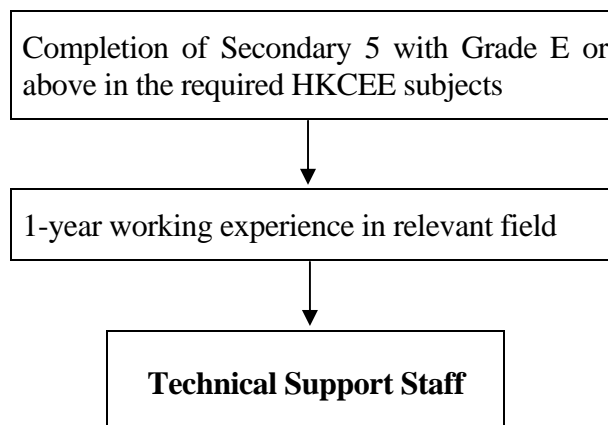 Completion of Secondary 5 with Grade E or
above in the required HKCEE subjects
1-year working experience in relevant field
Technical Support Staff